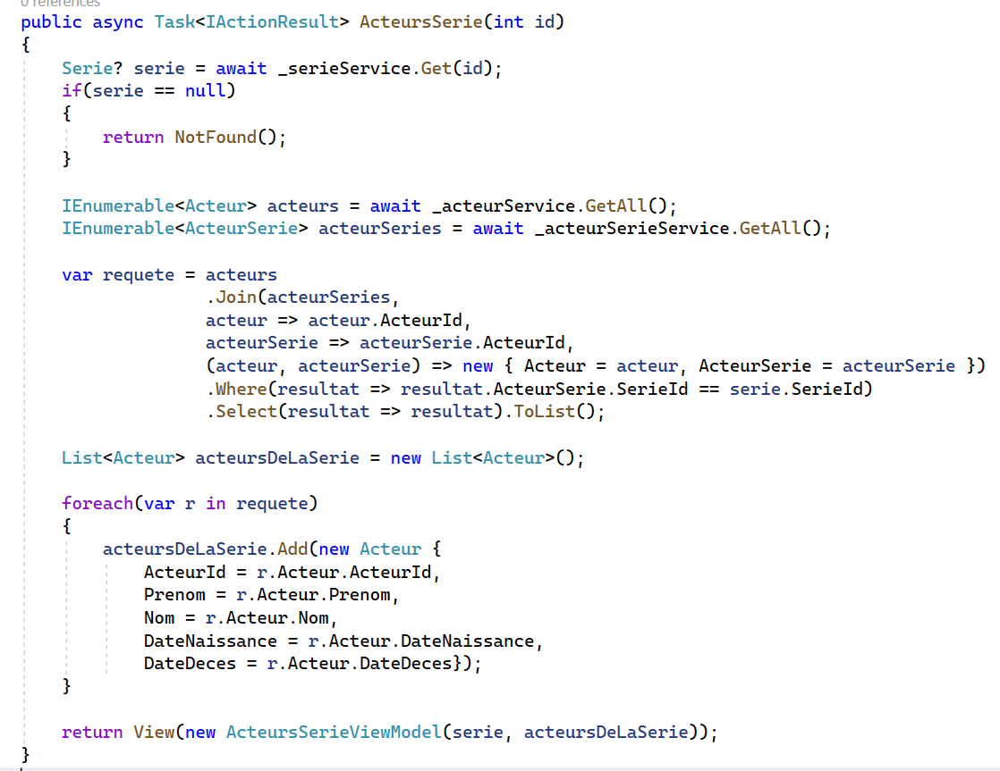 0 references
public async Task<IActionResult> ActeursSerie(int id)
{
    Serie? serie = await _serieService.Get(id);
    if(serie == null)
    {
        return NotFound();
    }

    IEnumerable<Acteur> acteurs = await _acteurService.GetAll();
    IEnumerable<ActeurSerie> acteurSeries = await _acteurSerieService.GetAll();

    var requete = acteurs
                  .Join(acteurSeries,
                  acteur => acteur.ActeurId,
                  acteurSerie => acteurSerie.ActeurId,
                  (acteur, acteurSerie) => new { Acteur = acteur, ActeurSerie = acteurSerie })
                  .Where(resultat => resultat.ActeurSerie.SerieId == serie.SerieId)
                  .Select(resultat => resultat).ToList();

    List<Acteur> acteursDeLaSerie = new List<Acteur>();

    foreach(var r in requete)
    {
        acteursDeLaSerie.Add(new Acteur {
            ActeurId = r.Acteur.ActeurId,
            Prenom = r.Acteur.Prenom,
            Nom = r.Acteur.Nom,
            DateNaissance = r.Acteur.DateNaissance,
            DateDeces = r.Acteur.DateDeces});
    }

    return View(new ActeursSerieViewModel(serie, acteursDeLaSerie));
}